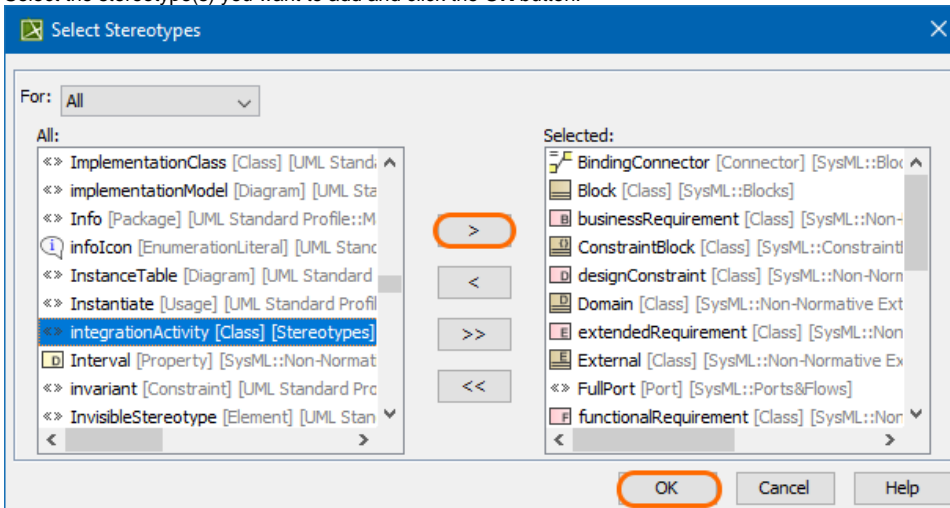 Select the stereotype(s) you want to add and click the OK button.
Select Stereotypes
For: All
All:
«» ImplementationClass [Class] [UML Standa
«» implementationModel [Diagram] [UML Sta
«» Info [Package] [UML Standard Profile::M
infoIcon [EnumerationLiteral] [UML Stanc
«» InstanceTable [Diagram] [UML Standard
«» Instantiate [Usage] [UML Standard Profil
«» integrationActivity [Class] [Stereotypes]
D Interval [Property] [SysML::Non-Normat
«» invariant [Constraint] [UML Standard Pro
«» InvisibleStereotype [Element] [UML Stan
>
<
>>
<<
Selected:
BindingConnector [Connector] [SysML::Bloc
Block [Class] [SysML::Blocks]
B businessRequirement [Class] [SysML::Non-
ConstraintBlock [Class] [SysML::Constraint
D designConstraint [Class] [SysML::Non-Norm
D Domain [Class] [SysML::Non-Normative Ext
E extendedRequirement [Class] [SysML::Non
E External [Class] [SysML::Non-Normative Ex
«» FullPort [Port] [SysML::Ports&Flows]
F functionalRequirement [Class] [SysML::Nor
OK Cancel Help